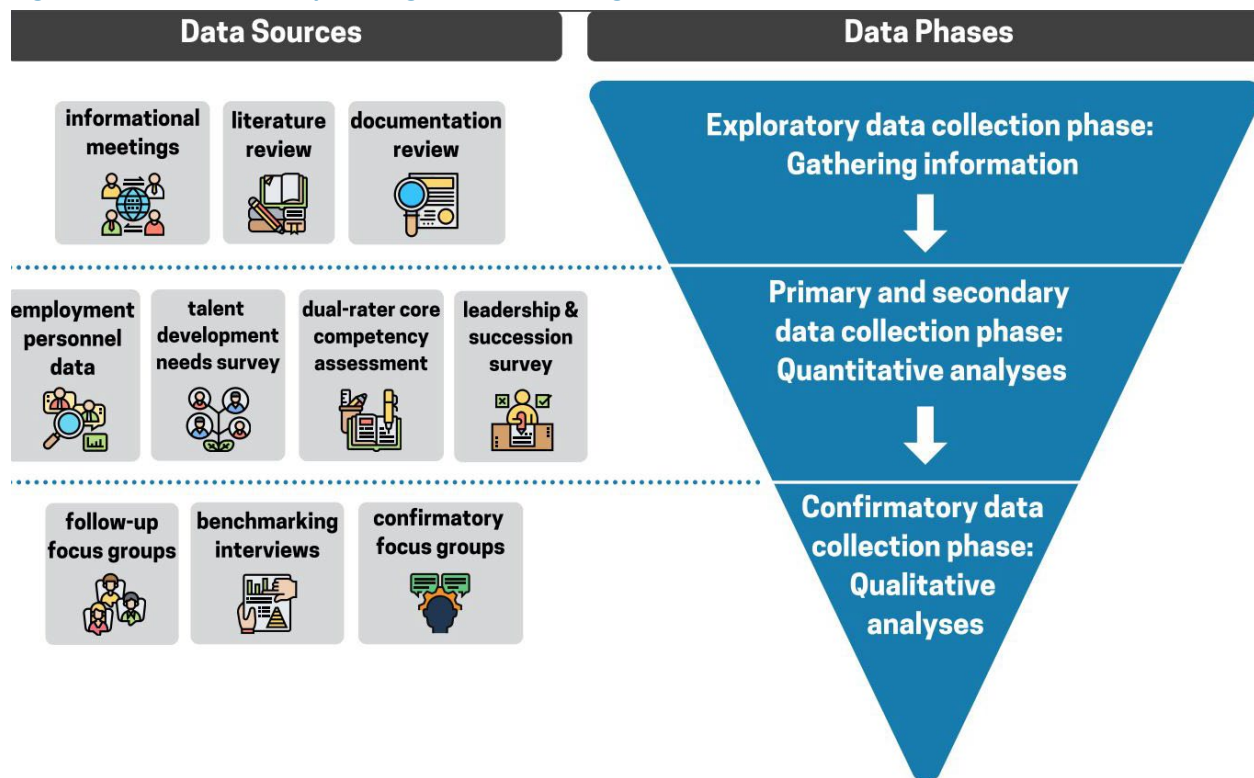 Data Sources
Data Phases
informational
meetings
literature
review
documentation
review
Exploratory data collection phase:
Gathering information
employment
personnel
data
talent
development
needs survey
dual-rater core
competency
assessment
leadership &
succession
survey
Primary and secondary
data collection phase:
Quantitative analyses
follow-up
focus groups
benchmarking
interviews
confirmatory
focus groups
Confirmatory data
collection phase:
Qualitative
analyses